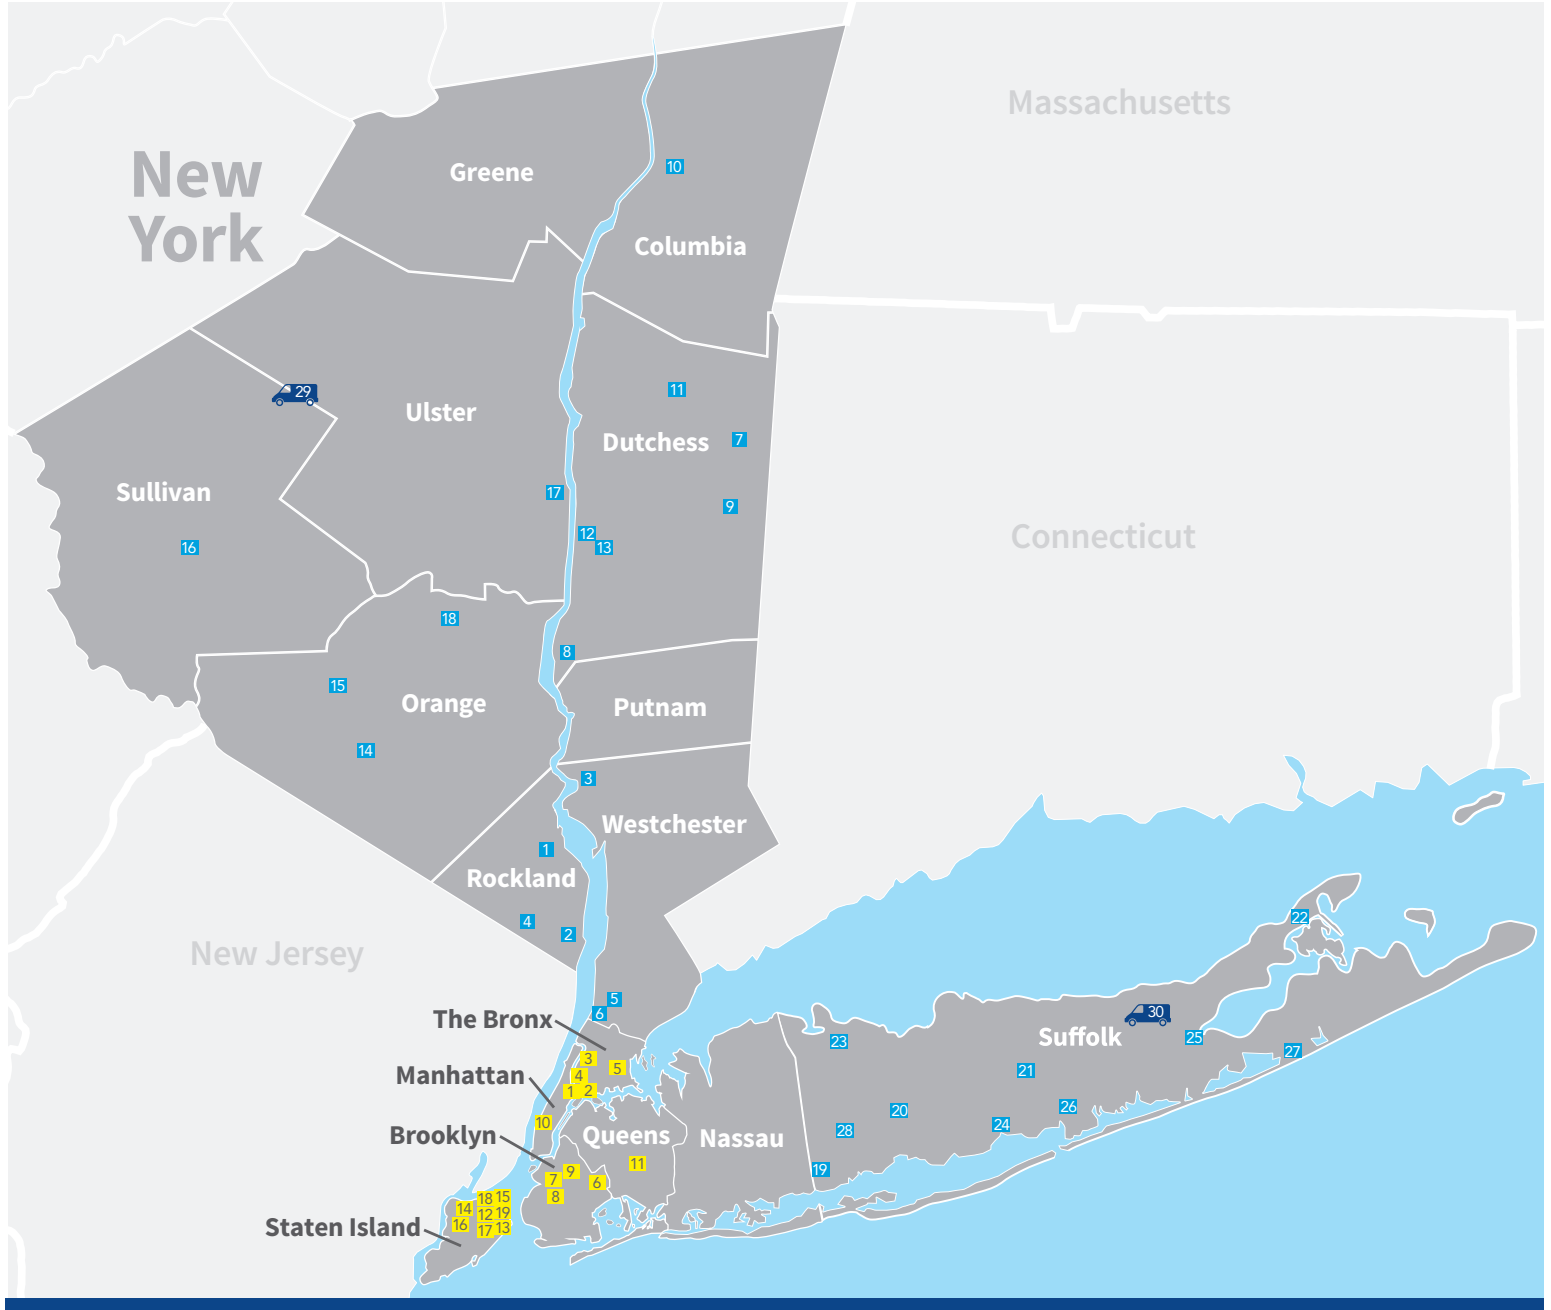 Massachusetts
New
York
Greene
10
Columbia
29
11
Ulster
Dutchess
7
Sullivan
17
9
Connecticut
12
16
13
18
8
15
Orange
Putnam
14
3
Westchester
1
Rockland
4
2
22
New Jersey
5
6
30
The Bronx
Suffolk
23
25
27
3
5
21
Manhattan
4
1
2
26
20
10
24
28
Brooklyn
Queens
Nassau
11
9
19
7
6
8
18
15
14
12
19
16
17
13
Staten Island